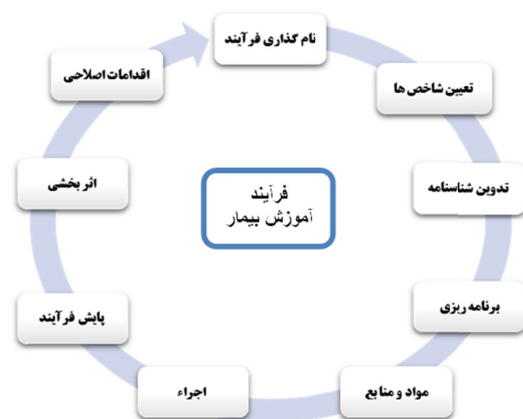 نام گذاری فرآیند
تعیین شاخص ها
تدوین شناسنامه
برنامه ریزی
مواد و منابع
اجراء
پایش فرآیند
اثر بخشی
اقدامات اصلاحی
فرآیند
آموزش بیمار